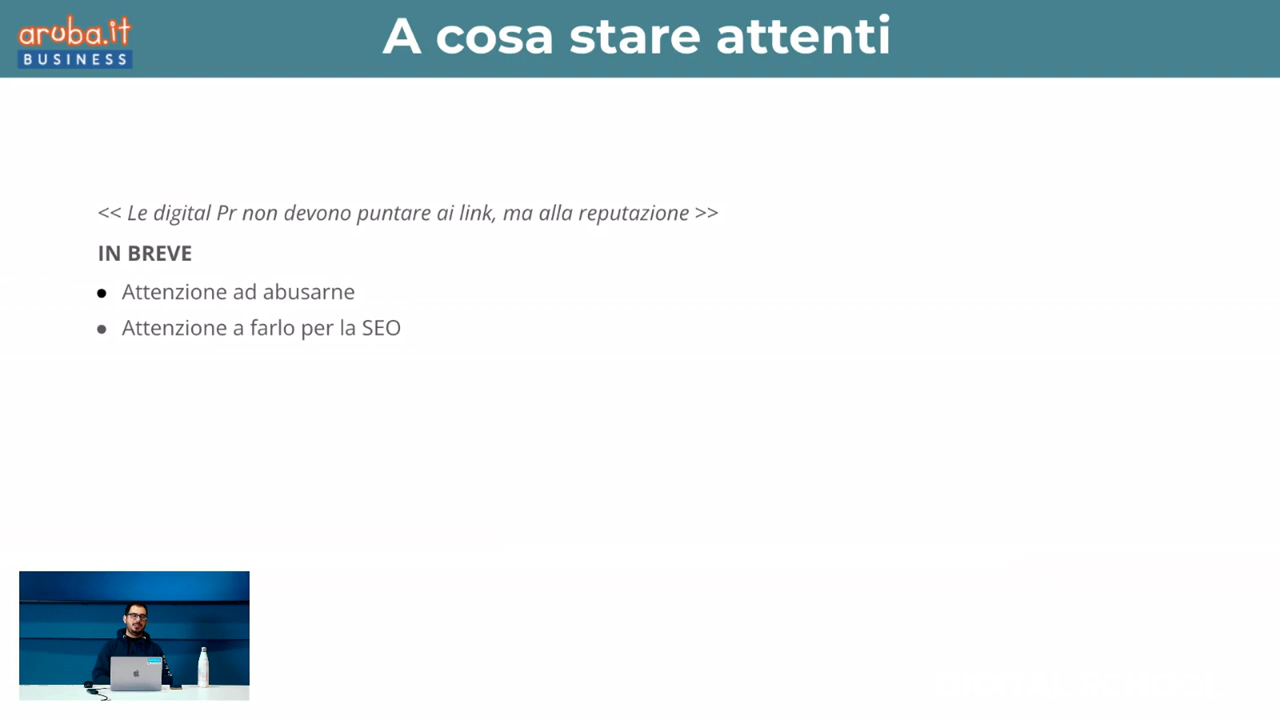 aruba.it
BUSINESS
A cosa stare attenti
<< Le digital Pr non devono puntare ai link, ma alla reputazione >>
IN BREVE
● Attenzione ad abusarne
● Attenzione a farlo per la SEO